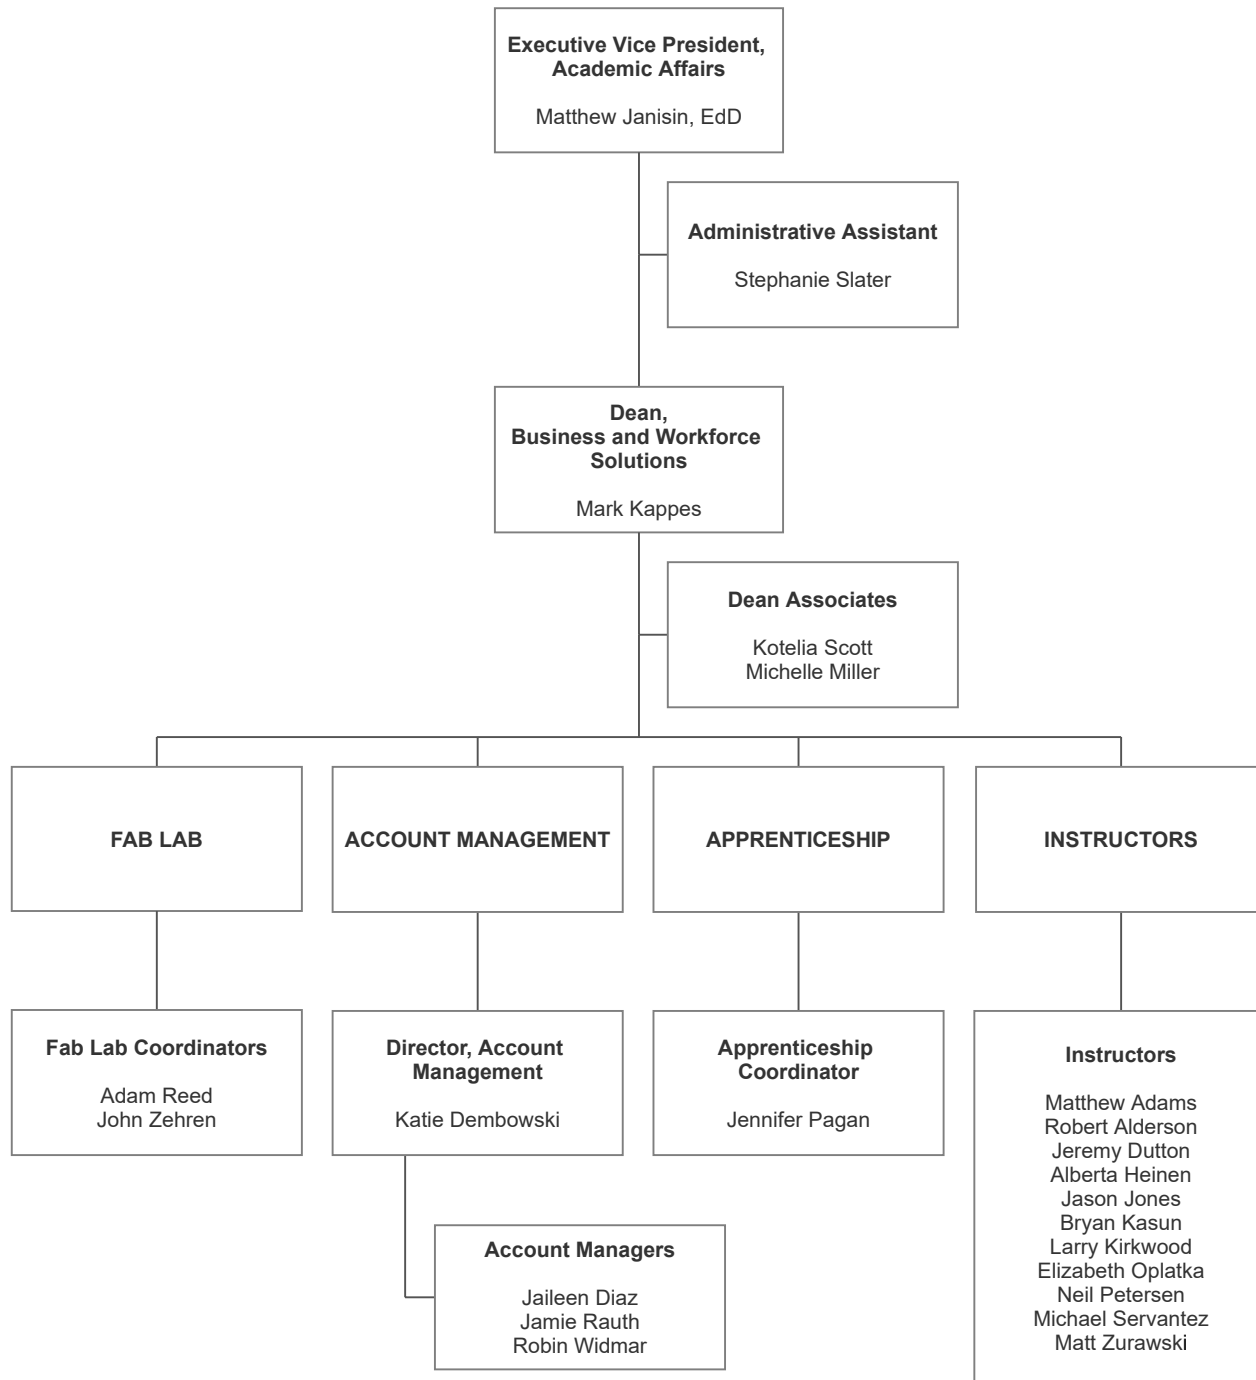 Executive Vice President,
Academic Affairs
Matthew Janisin, EdD
Administrative Assistant
Stephanie Slater
Dean,
Business and Workforce
Solutions
Mark Kappes
Dean Associates
Kotelia Scott
Michelle Miller
FAB LAB
ACCOUNT MANAGEMENT
APPRENTICESHIP
INSTRUCTORS
Fab Lab Coordinators
Adam Reed
John Zehren
Director, Account
Management
Katie Dembowski
Apprenticeship
Coordinator
Jennifer Pagan
Instructors
Matthew Adams
Robert Alderson
Jeremy Dutton
Alberta Heinen
Jason Jones
Bryan Kasun
Larry Kirkwood
Elizabeth Oplatka
Neil Petersen
Michael Servantez
Matt Zurawski
Account Managers
Jaileen Diaz
Jamie Rauth
Robin Widmar